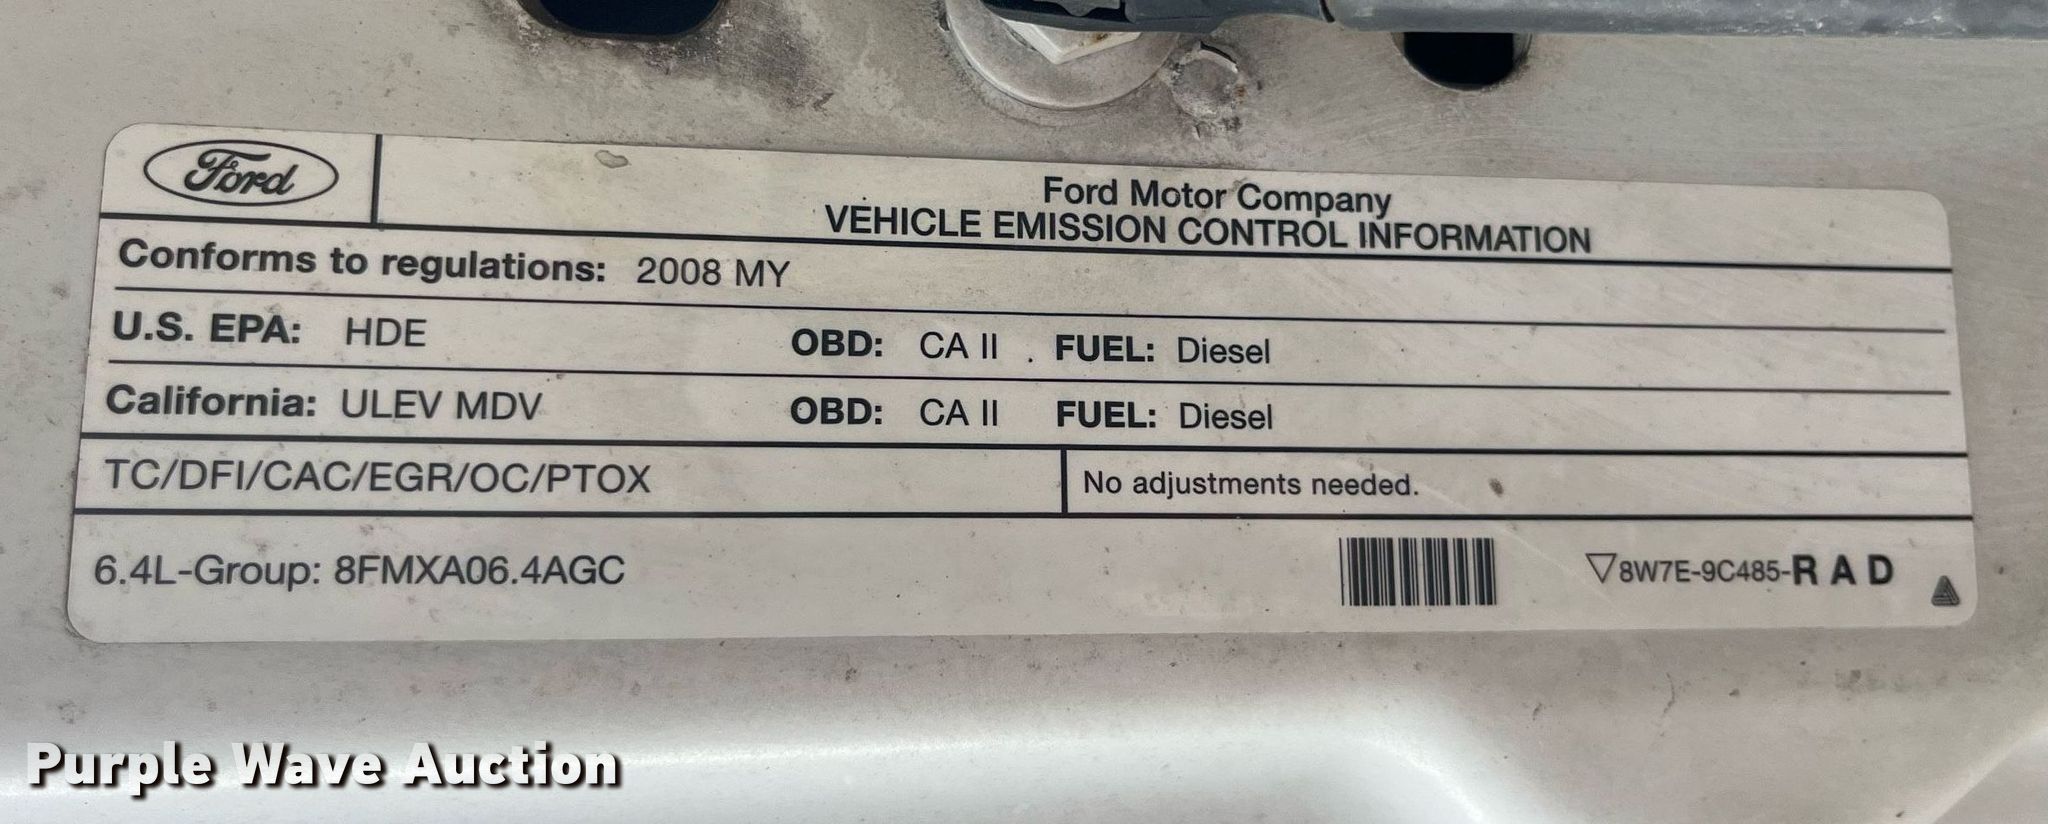 Ford
Ford Motor Company
VEHICLE EMISSION CONTROL INFORMATION
Conforms to regulations: 2008 MY
U.S. EPA: HDE OBD: CA II FUEL: Diesel
California: ULEV MDV OBD: CA II FUEL: Diesel
TC/DFI/CAC/EGR/OC/PTOX No adjustments needed.
6.4L-Group: 8FMXA06.4AGC ▽8W7E-9C485-R A D
Purple Wave Auction